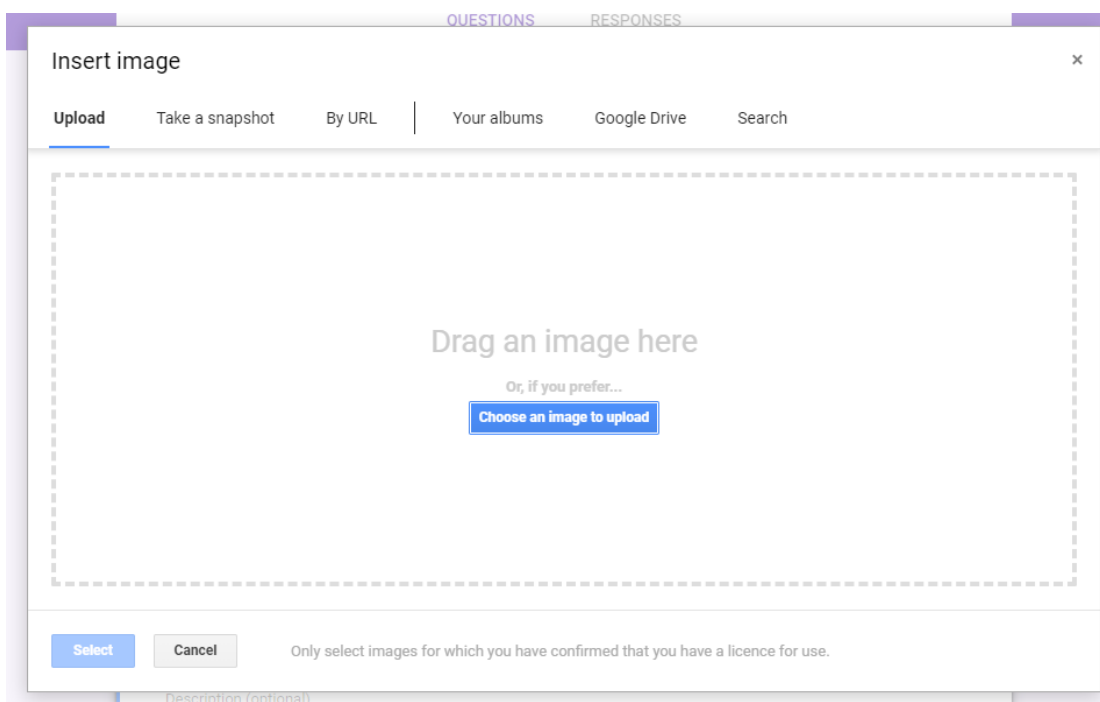 QUESTIONS RESPONSES
Insert image ×
Upload Take a snapshot By URL Your albums Google Drive Search
Drag an image here
Or, if you prefer...
Choose an image to upload
Select Cancel Only select images for which you have confirmed that you have a licence for use.
Description (optional)